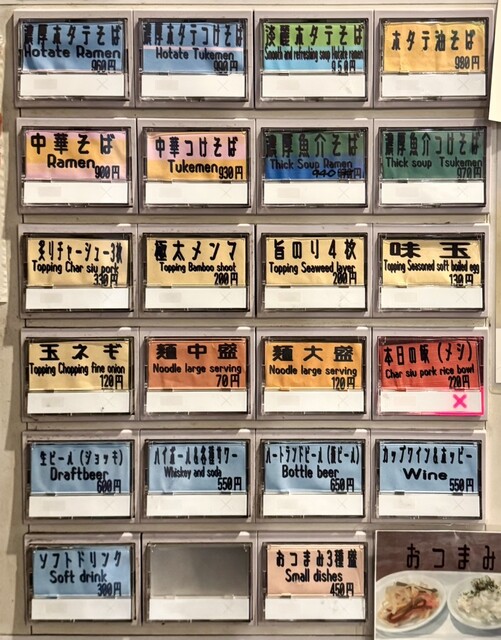 濃厚ホタテそば
Hotate Ramen
960円
濃厚ホタテつけそば
Hotate Tukemen
990円
淡麗ホタテそば
Smooth and refreshing soup Hotate ramen
950円
ホタテ油そば
980円
中華そば
Ramen
900円
中華つけそば
Tukemen
930円
濃厚魚介そば
Thick Soup Ramen
940円
濃厚魚介つけそば
Thick soup Tsukemen
970円
炙りチャーシュー3枚
Topping Char siu pork
330円
極太メンマ
Topping Bamboo shoot
200円
旨のり4枚
Topping Seaweed laver
200円
味玉
Topping Seasoned soft boiled egg
130円
玉ネギ
Topping Chopping fine onion
120円
麺中盛
Noodle large serving
70円
麺大盛
Noodle large serving
120円
本日の飯(メシ)
Char siu pork rice bowl
220円
生ビール(ジョッキ)
Draftbeer
600円
ハイボール&各種サワー
Whiskey and soda
550円
ハートランドビール(瓶ビール)
Bottle beer
650円
カップワイン&ホッピー
Wine
550円
ソフトドリンク
Soft drink
300円
おつまみ3種盛
Small dishes
450円
おつまみ